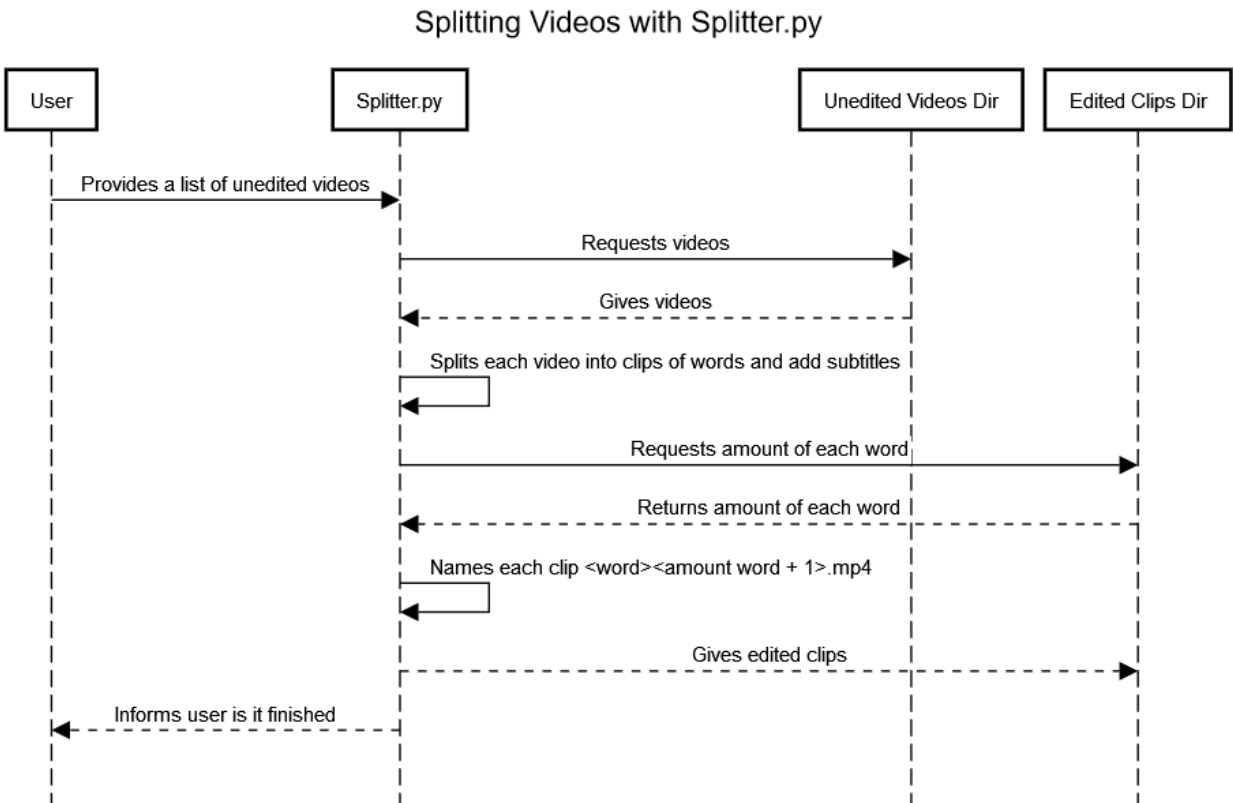 Splitting Videos with Splitter.py
User
Splitter.py
Unedited Videos Dir
Edited Clips Dir
Provides a list of unedited videos
Requests videos
Gives videos
Splits each video into clips of words and add subtitles
Requests amount of each word
Returns amount of each word
Names each clip <word><amount word + 1>.mp4
Gives edited clips
Informs user is it finished